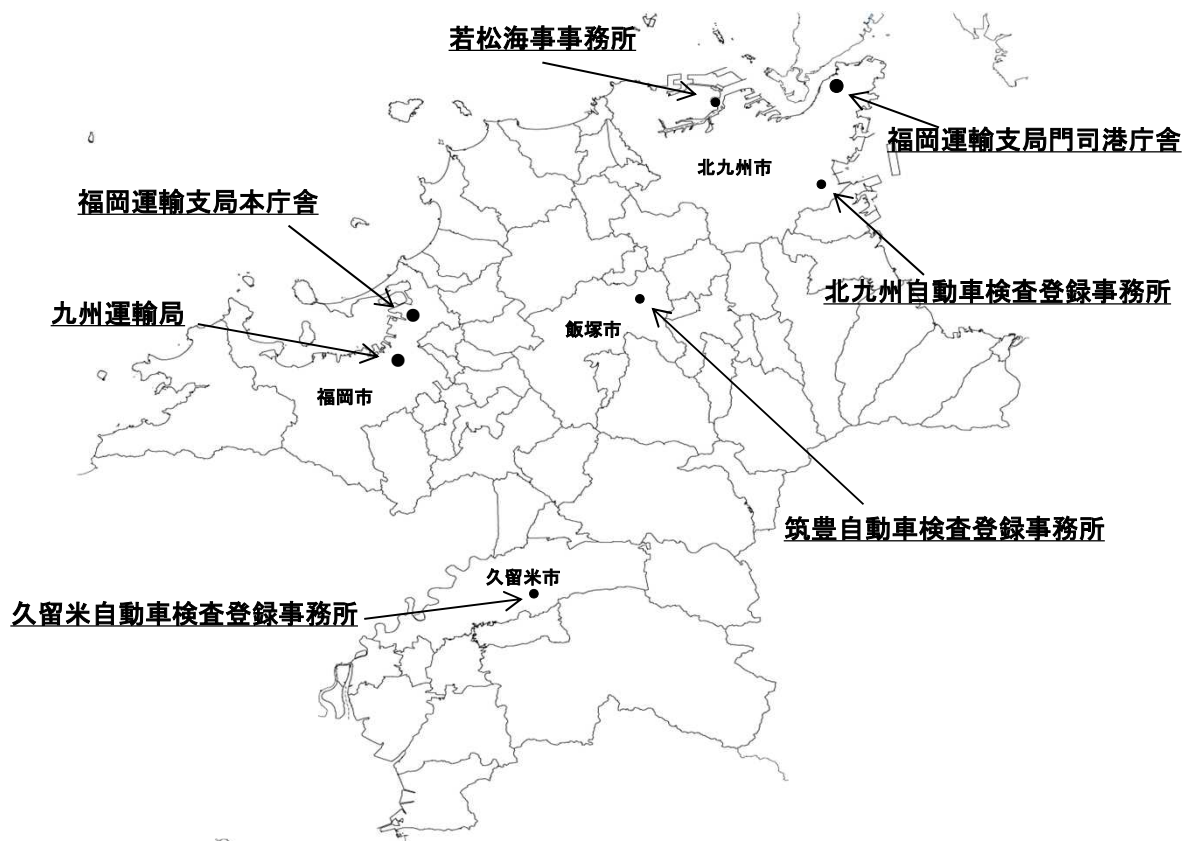 若松海事事務所
福岡運輸支局門司港庁舎
北九州市
福岡運輸支局本庁舎
北九州自動車検査登録事務所
九州運輸局
飯塚市
福岡市
筑豊自動車検査登録事務所
久留米市
久留米自動車検査登録事務所